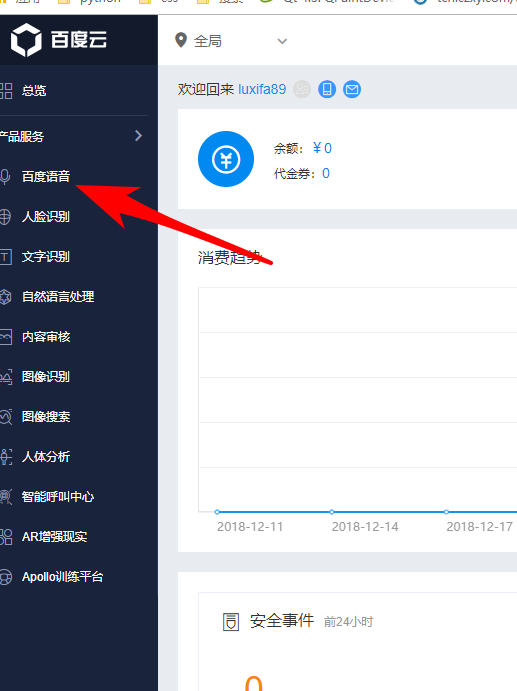 python
css
百度云
全局
总览
欢迎回来 luxifa89
产品服务
余额：￥0
代金券：0
百度语音
人脸识别
文字识别
消费趋势
自然语言处理
内容审核
图像识别
图像搜索
人体分析
智能呼叫中心
AR增强现实
Apollo训练平台
2018-12-11 2018-12-14 2018-12-17
安全事件 前24小时
0